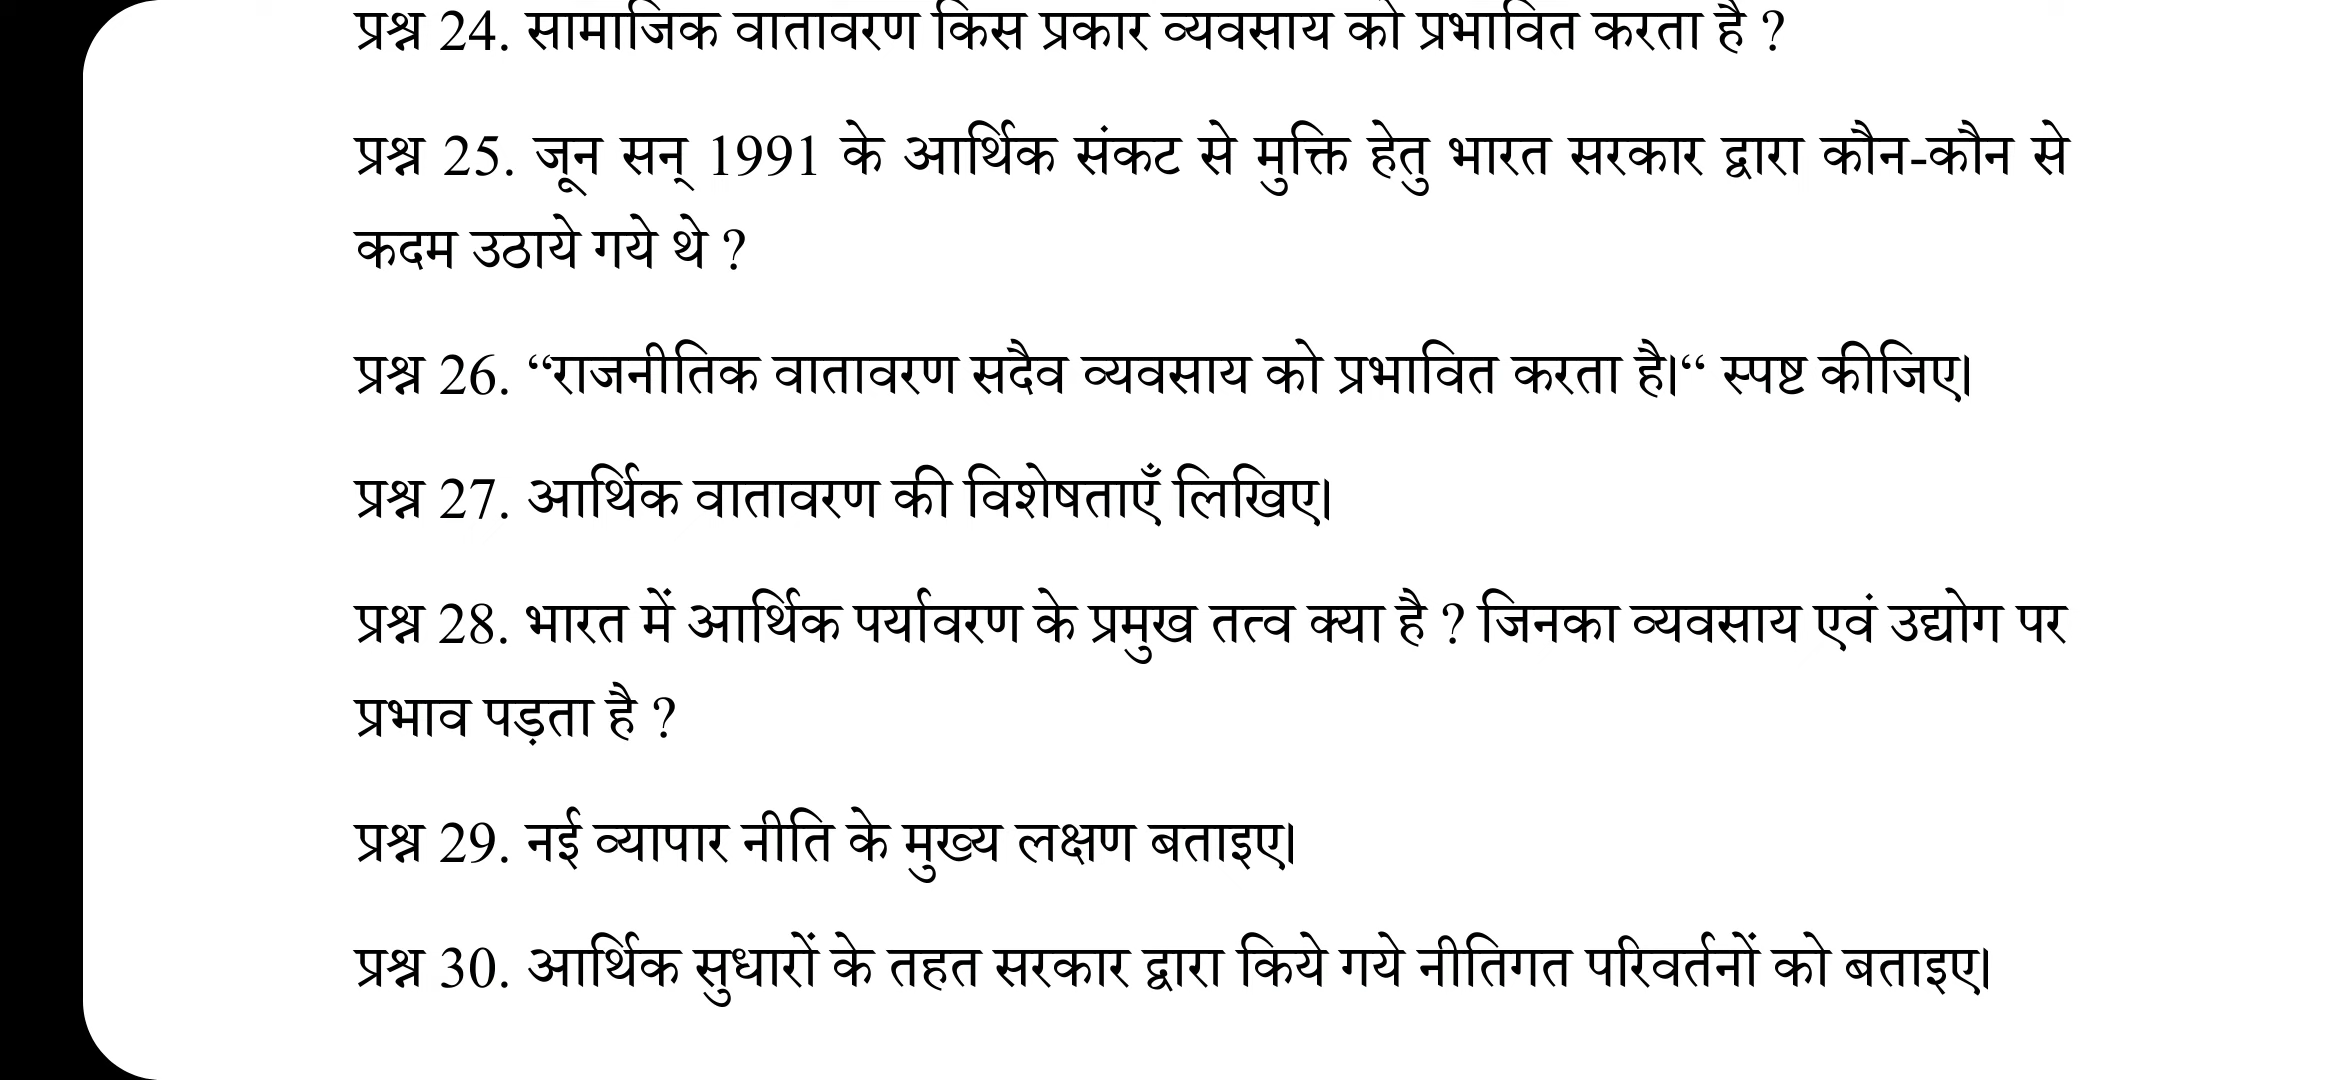 प्रश्न 24. सामाजिक वातावरण किस प्रकार व्यवसाय को प्रभावित करता है ?
प्रश्न 25. जून सन् 1991 के आर्थिक संकट से मुक्ति हेतु भारत सरकार द्वारा कौन-कौन से
कदम उठाये गये थे ?
प्रश्न 26. “राजनीतिक वातावरण सदैव व्यवसाय को प्रभावित करता है।“ स्पष्ट कीजिए।
प्रश्न 27. आर्थिक वातावरण की विशेषताएँ लिखिए।
प्रश्न 28. भारत में आर्थिक पर्यावरण के प्रमुख तत्व क्या है ? जिनका व्यवसाय एवं उद्योग पर
प्रभाव पड़ता है ?
प्रश्न 29. नई व्यापार नीति के मुख्य लक्षण बताइए।
प्रश्न 30. आर्थिक सुधारों के तहत सरकार द्वारा किये गये नीतिगत परिवर्तनों को बताइए।